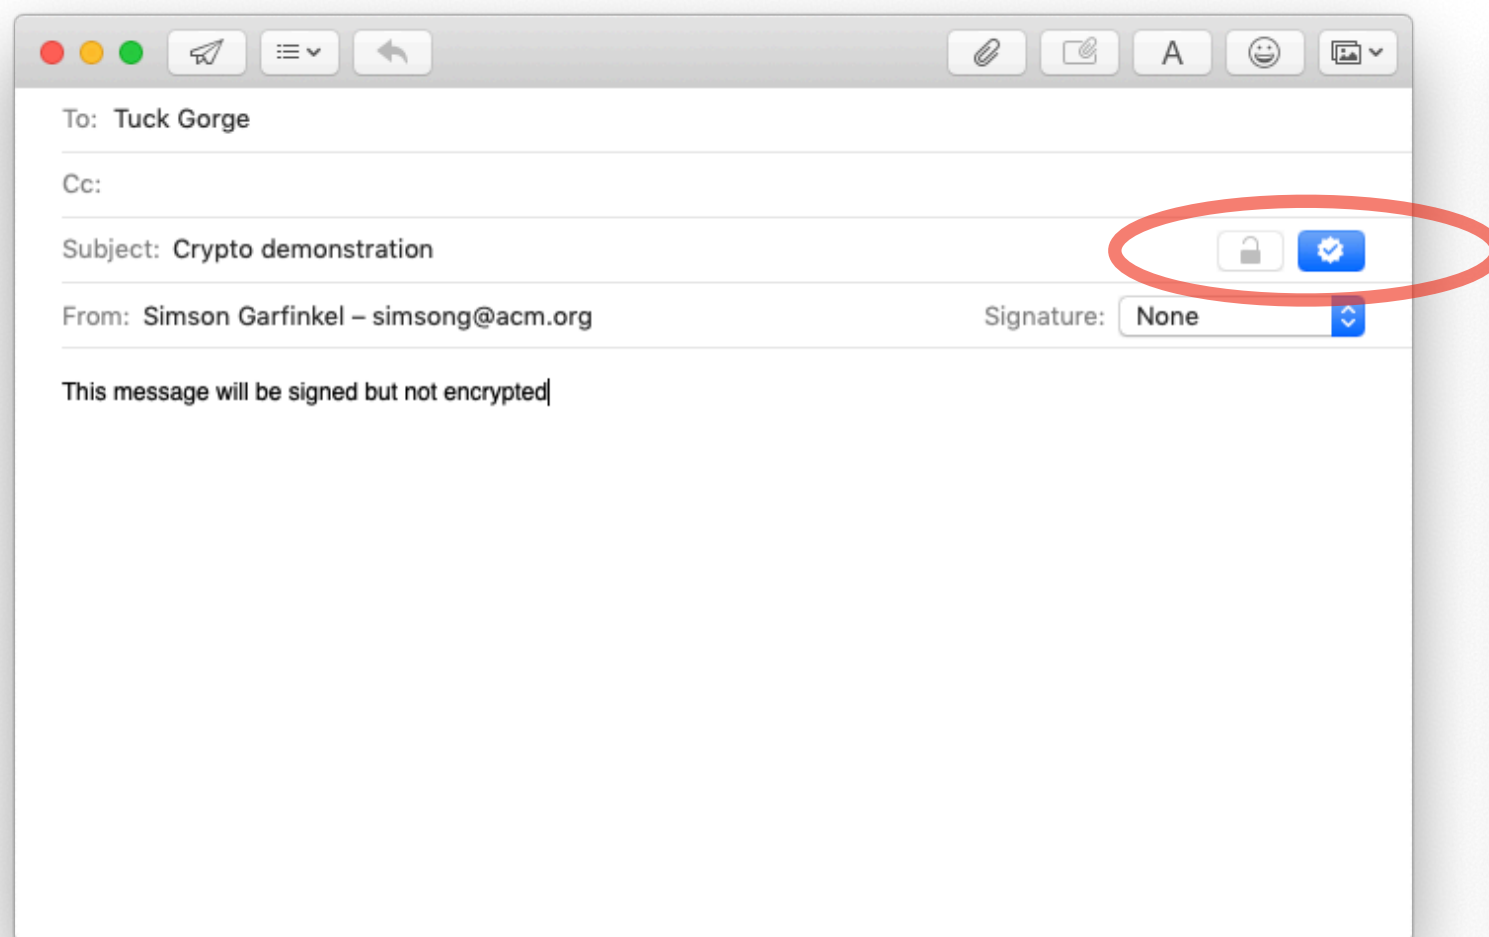 A
To: Tuck Gorge
Cc:
Subject: Crypto demonstration
From: Simson Garfinkel – simsong@acm.org Signature: None
This message will be signed but not encrypted